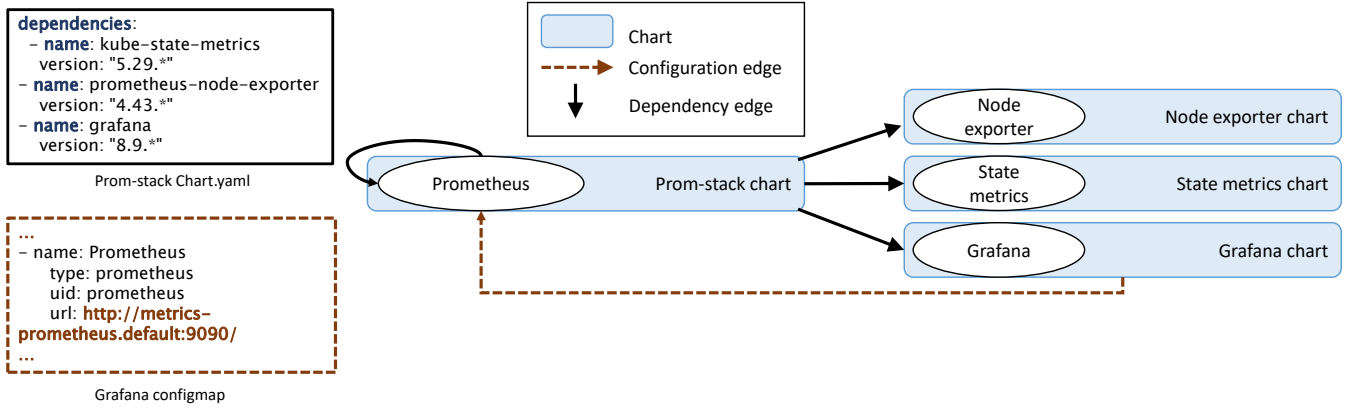 dependencies:
- name: kube-state-metrics
version: "5.29.*"
- name: prometheus-node-exporter
version: "4.43.*"
- name: grafana
version: "8.9.*"
Prom-stack Chart.yaml
...
- name: Prometheus
type: prometheus
uid: prometheus
url: http://metrics-
prometheus.default:9090/
...
Grafana configmap
Chart
Configuration edge
Dependency edge
Prometheus
Prom-stack chart
Node
exporter
Node exporter chart
State
metrics
State metrics chart
Grafana
Grafana chart